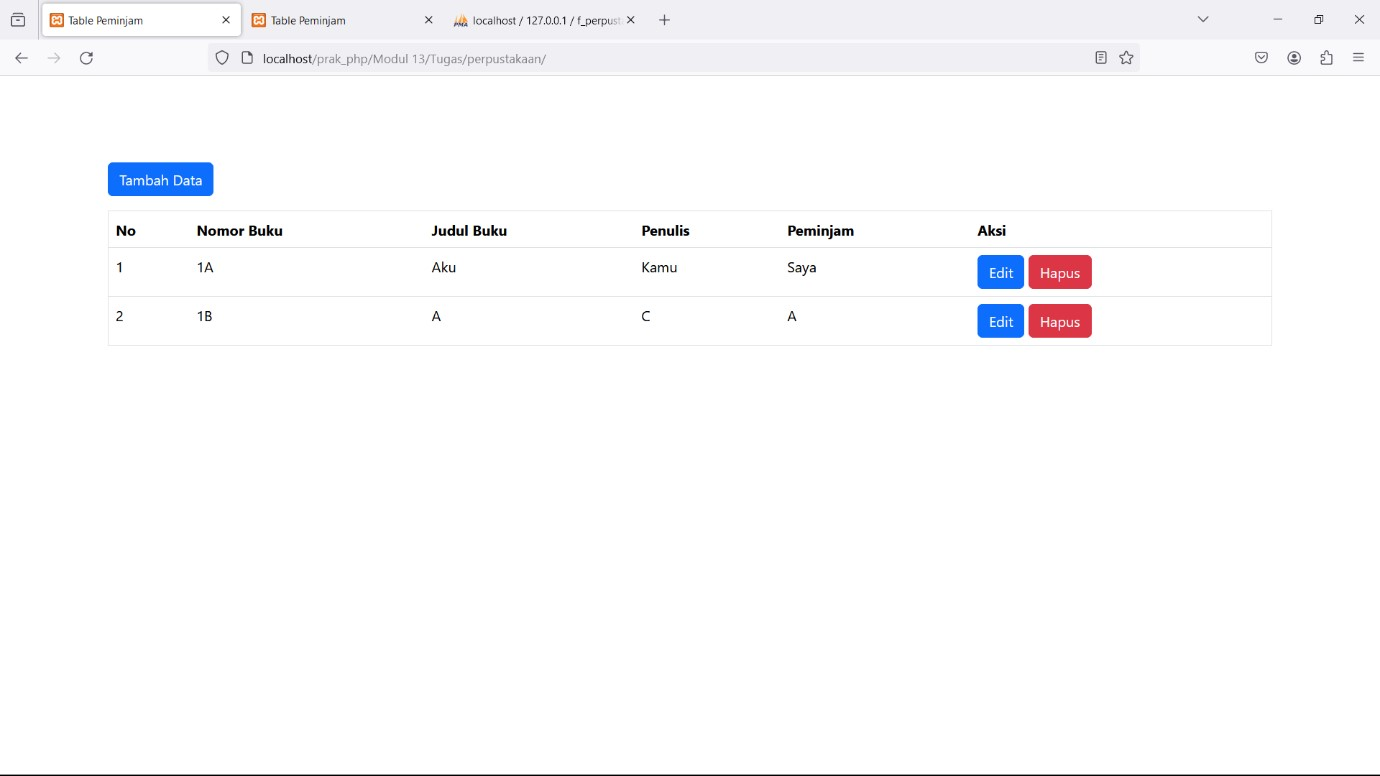 Table Peminjam
Table Peminjam
PMA localhost / 127.0.0.1 / f_perpust
localhost/prak_php/Modul 13/Tugas/perpustakaan/
Tambah Data
No Nomor Buku Judul Buku Penulis Peminjam Aksi
1 1A Aku Kamu Saya Edit Hapus
2 1B A C A Edit Hapus